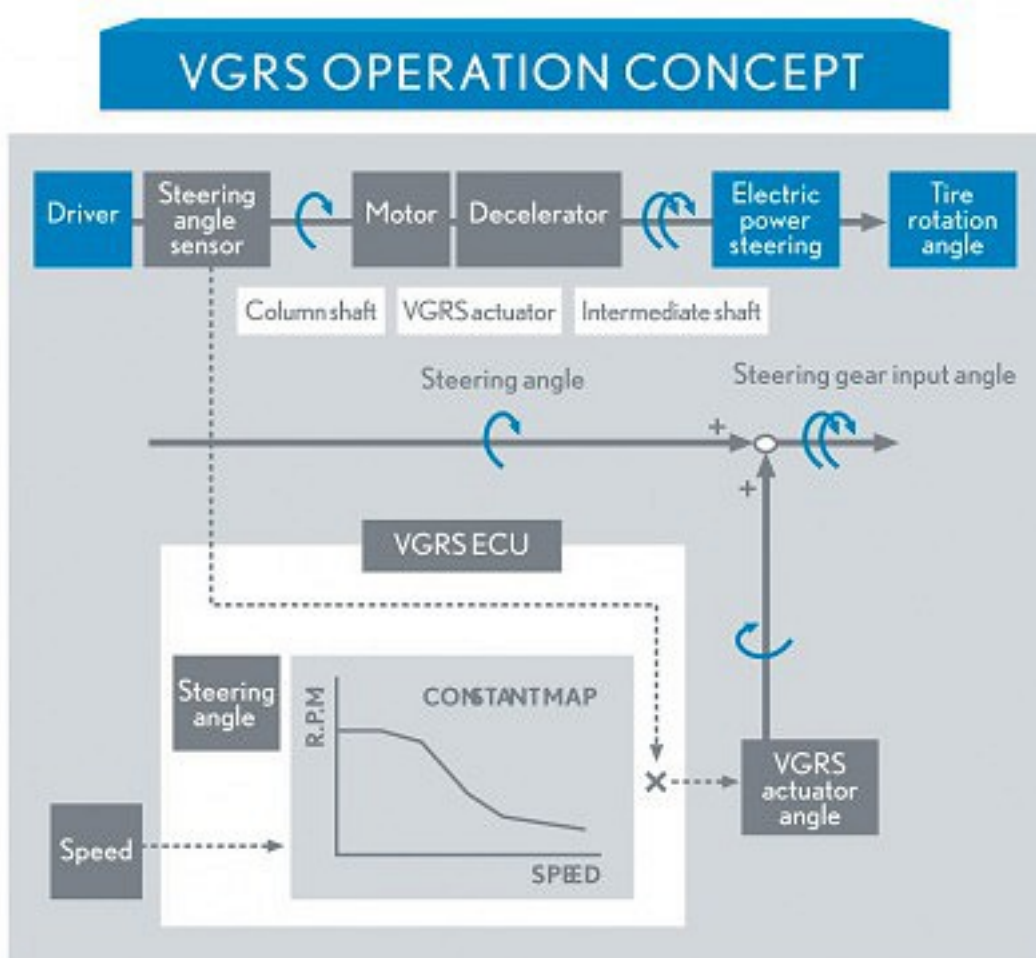 VGRS OPERATION CONCEPT
Driver
Steering
angle
sensor
Motor
Decelerator
Electric
power
steering
Tire
rotation
angle
Column shaft
VGRS actuator
Intermediate shaft
Steering angle
Steering gear input angle
+
+
VGRS ECU
Steering
angle
R.P.M
CONSTANT MAP
SPEED
×
Speed
VGRS
actuator
angle